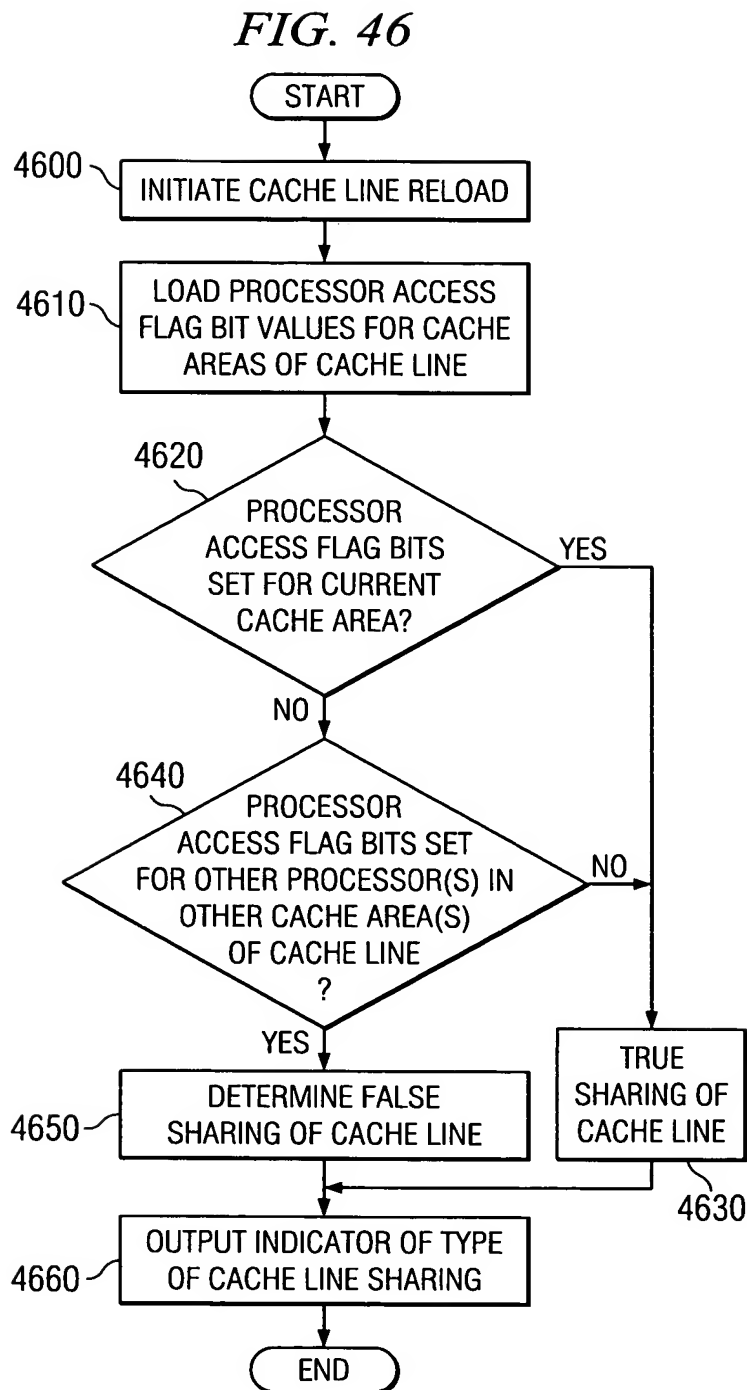 FIG. 46
START
4600
INITIATE CACHE LINE RELOAD
4610
LOAD PROCESSOR ACCESS
FLAG BIT VALUES FOR CACHE
AREAS OF CACHE LINE
4620
PROCESSOR
ACCESS FLAG BITS
SET FOR CURRENT
CACHE AREA?
YES
NO
4640
PROCESSOR
ACCESS FLAG BITS SET
FOR OTHER PROCESSOR(S) IN
OTHER CACHE AREA(S)
OF CACHE LINE
?
NO
YES
4650
DETERMINE FALSE
SHARING OF CACHE LINE
TRUE
SHARING OF
CACHE LINE
4630
4660
OUTPUT INDICATOR OF TYPE
OF CACHE LINE SHARING
END